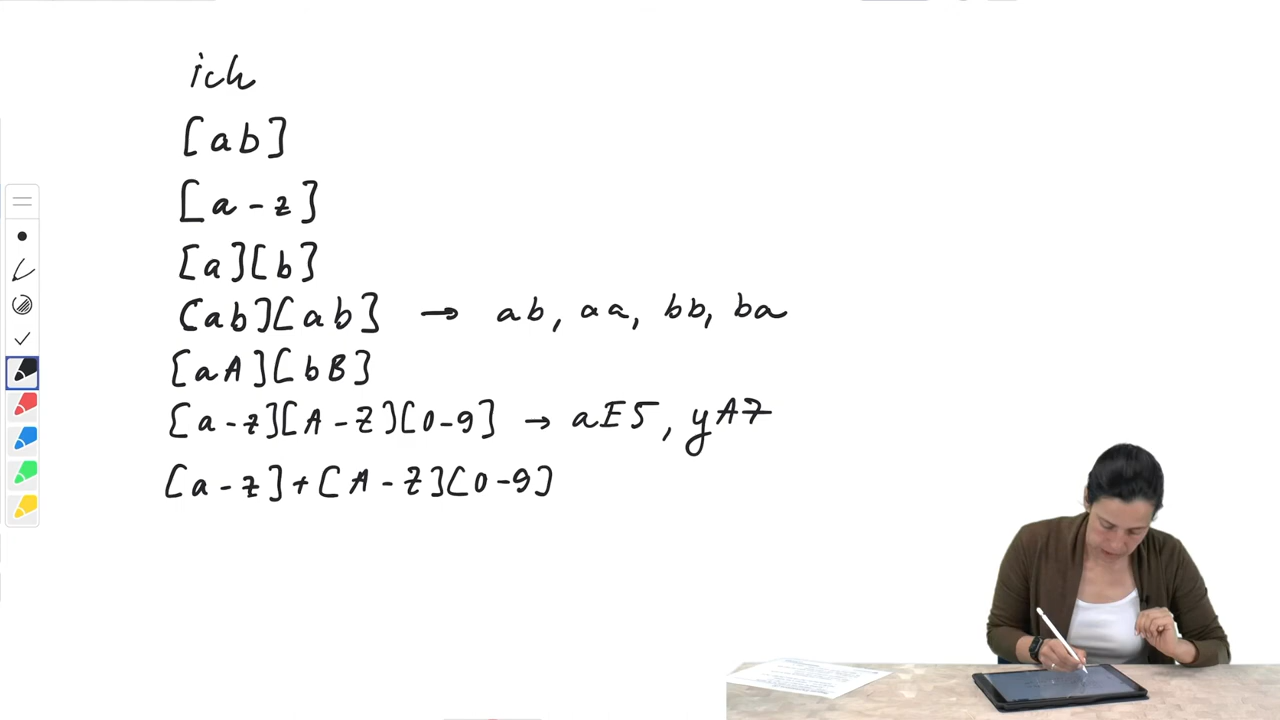 ich
[ab]
[a-z]
[a][b]
[ab][ab] → ab, aa, bb, ba
[aA][bB]
[a-z][A-Z][0-9] → aE5, yA7
[a-z]+[A-Z][0-9]